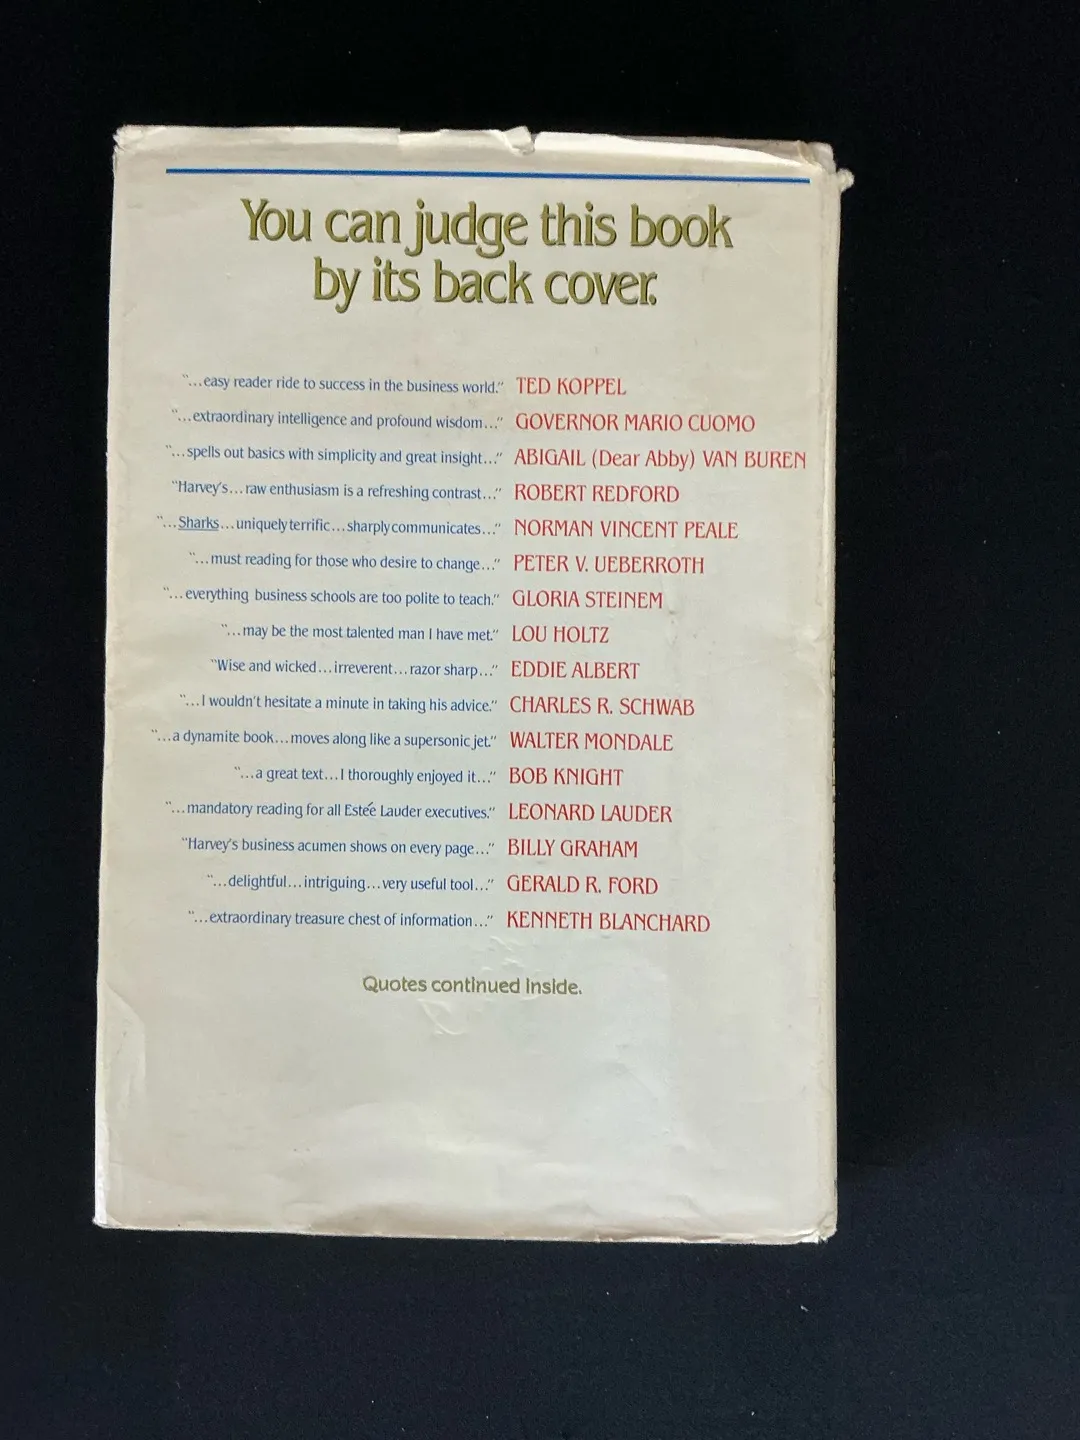 You can judge this book
by its back cover.
"...easy reader ride to success in the business world." TED KOPPEL
"...extraordinary intelligence and profound wisdom..." GOVERNOR MARIO CUOMO
"...spells out basics with simplicity and great insight..." ABIGAIL (Dear Abby) VAN BUREN
"Harvey's...raw enthusiasm is a refreshing contrast..." ROBERT REDFORD
"...Sharks...uniquely terrific...sharply communicates..." NORMAN VINCENT PEALE
"...must reading for those who desire to change..." PETER V. UEBERROTH
"...everything business schools are too polite to teach." GLORIA STEINEM
"...may be the most talented man I have met." LOU HOLTZ
"Wise and wicked...irreverent...razor sharp..." EDDIE ALBERT
"...I wouldn't hesitate a minute in taking his advice." CHARLES R. SCHWAB
"...a dynamite book...moves along like a supersonic jet." WALTER MONDALE
"...a great text...I thoroughly enjoyed it..." BOB KNIGHT
"...mandatory reading for all Estée Lauder executives." LEONARD LAUDER
"Harvey's business acumen shows on every page..." BILLY GRAHAM
"...delightful...intriguing...very useful tool..." GERALD R. FORD
"...extraordinary treasure chest of information..." KENNETH BLANCHARD
Quotes continued inside.